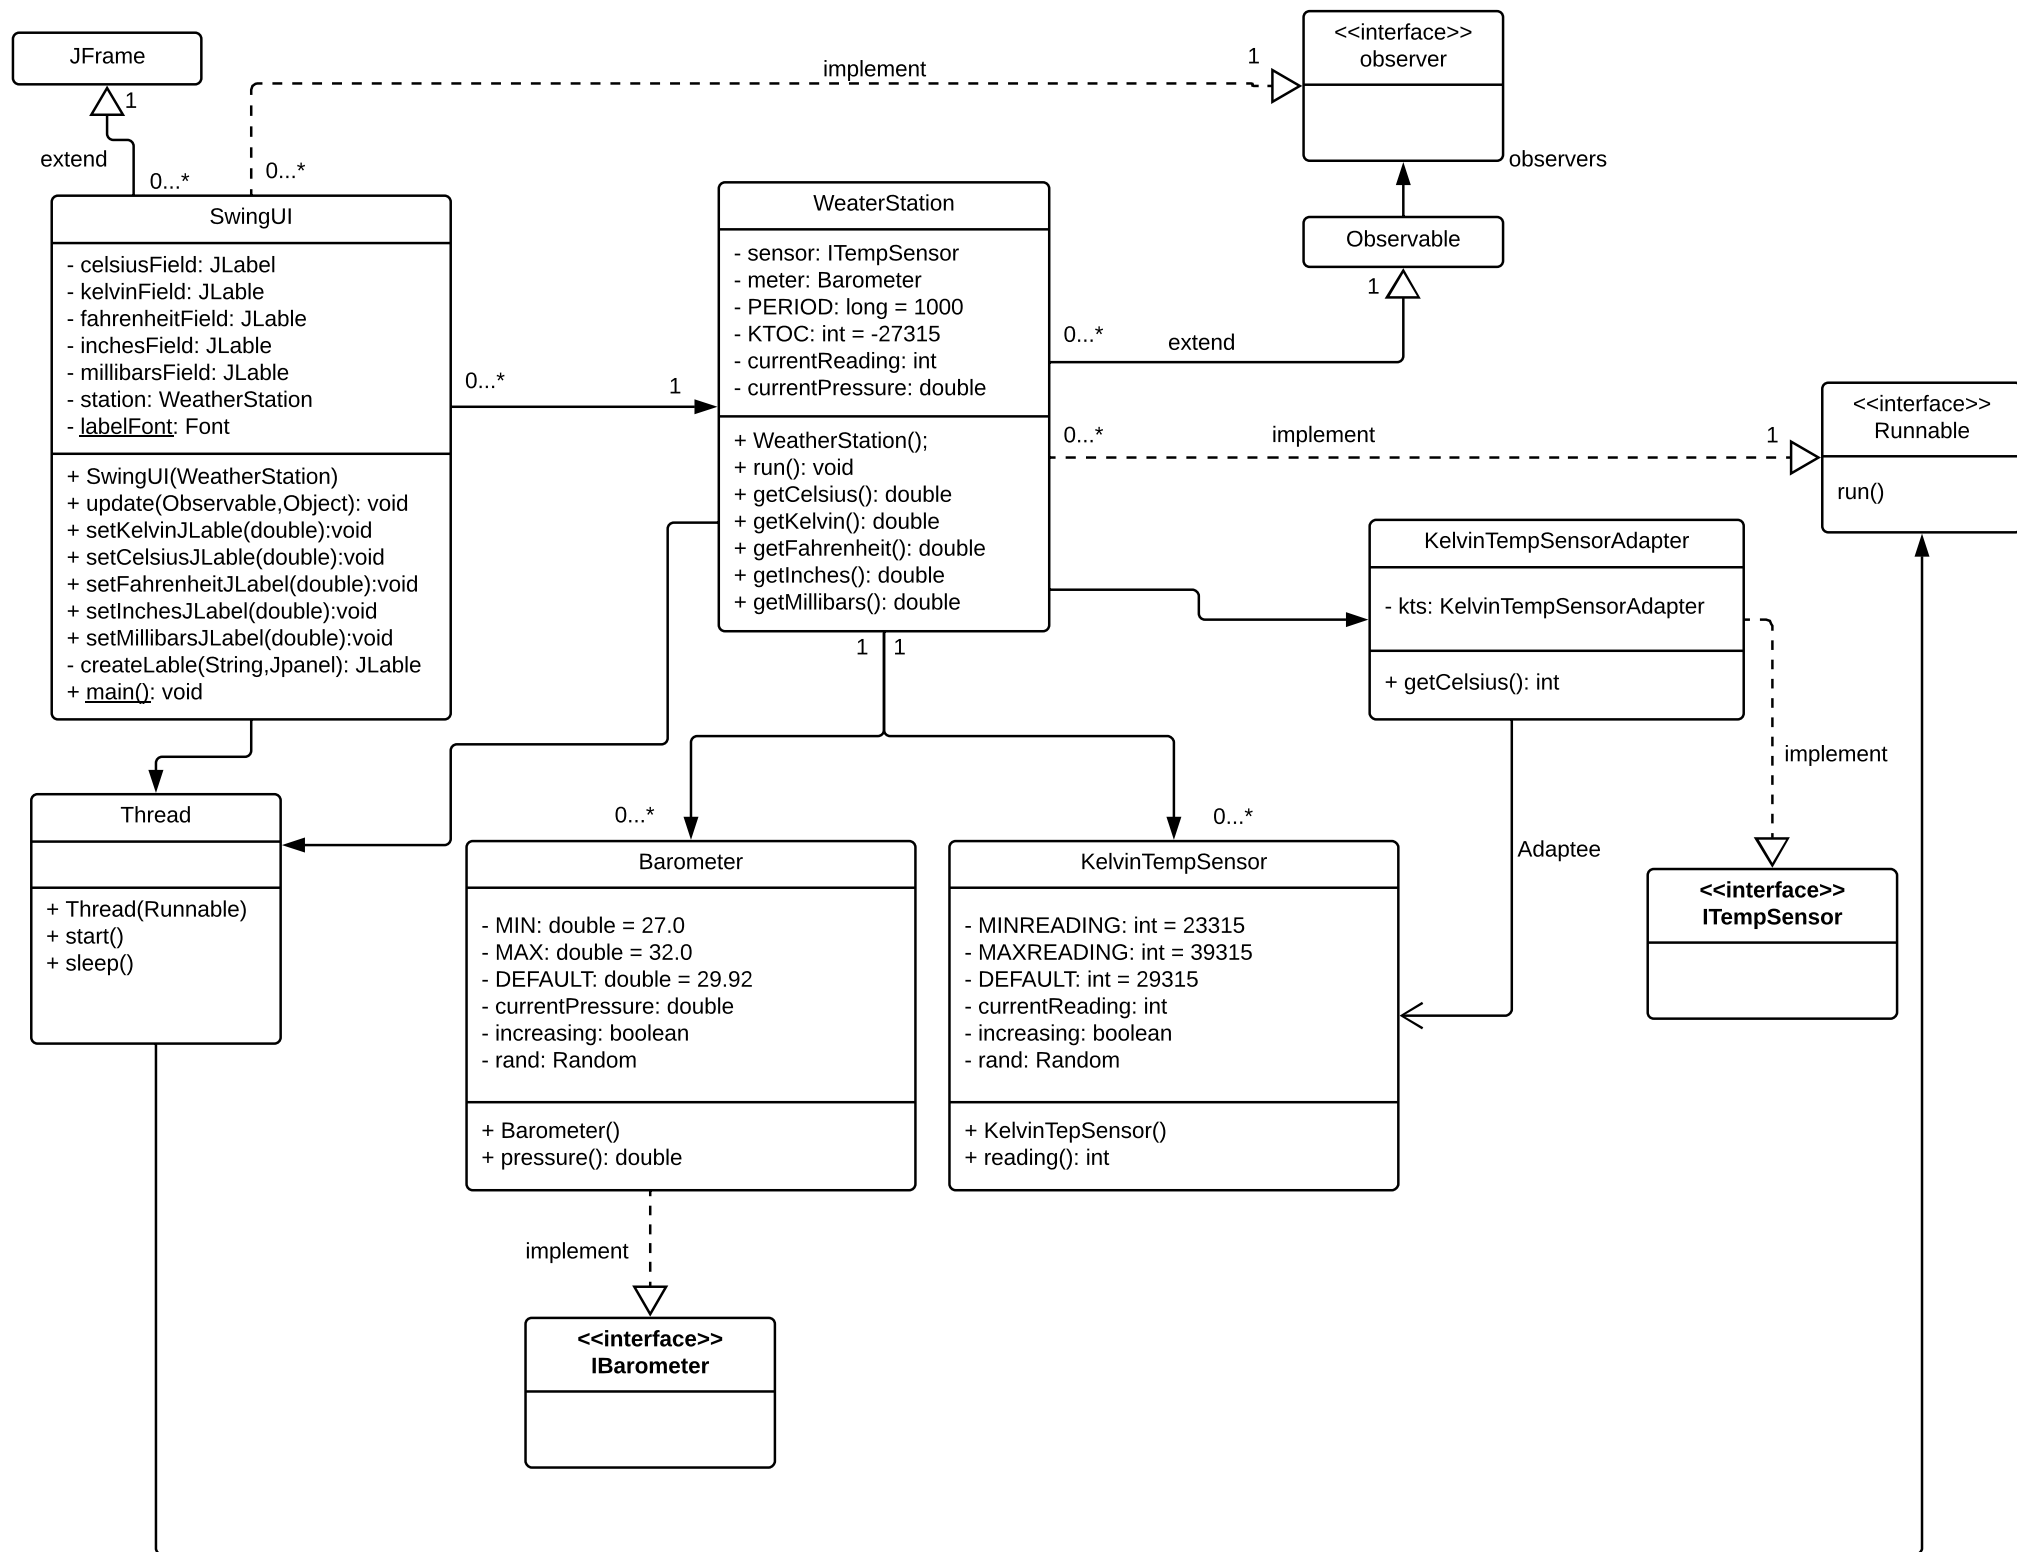 JFrame
1
extend
0...*
0...*
implement
1
<<interface>>
observer
observers
Observable
1
extend
0...*
SwingUI
- celsiusField: JLabel
- kelvinField: JLable
- fahrenheitField: JLable
- inchesField: JLable
- millibarsField: JLable
- station: WeatherStation
- labelFont: Font
+ SwingUI(WeatherStation)
+ update(Observable,Object): void
+ setKelvinJLable(double):void
+ setCelsiusJLable(double):void
+ setFahrenheitJLabel(double):void
+ setInchesJLabel(double):void
+ setMillibarsJLabel(double):void
- createLable(String,Jpanel): JLable
+ main(): void
0...*
1
WeaterStation
- sensor: ITempSensor
- meter: Barometer
- PERIOD: long = 1000
- KTOC: int = -27315
- currentReading: int
- currentPressure: double
+ WeatherStation();
+ run(): void
+ getCelsius(): double
+ getKelvin(): double
+ getFahrenheit(): double
+ getInches(): double
+ getMillibars(): double
0...*
implement
1
<<interface>>
Runnable
run()
KelvinTempSensorAdapter
- kts: KelvinTempSensorAdapter
+ getCelsius(): int
1
1
implement
Adaptee
<<interface>>
ITempSensor
Thread
+ Thread(Runnable)
+ start()
+ sleep()
0...*
0...*
Barometer
- MIN: double = 27.0
- MAX: double = 32.0
- DEFAULT: double = 29.92
- currentPressure: double
- increasing: boolean
- rand: Random
+ Barometer()
+ pressure(): double
KelvinTempSensor
- MINREADING: int = 23315
- MAXREADING: int = 39315
- DEFAULT: int = 29315
- currentReading: int
- increasing: boolean
- rand: Random
+ KelvinTepSensor()
+ reading(): int
implement
<<interface>>
IBarometer